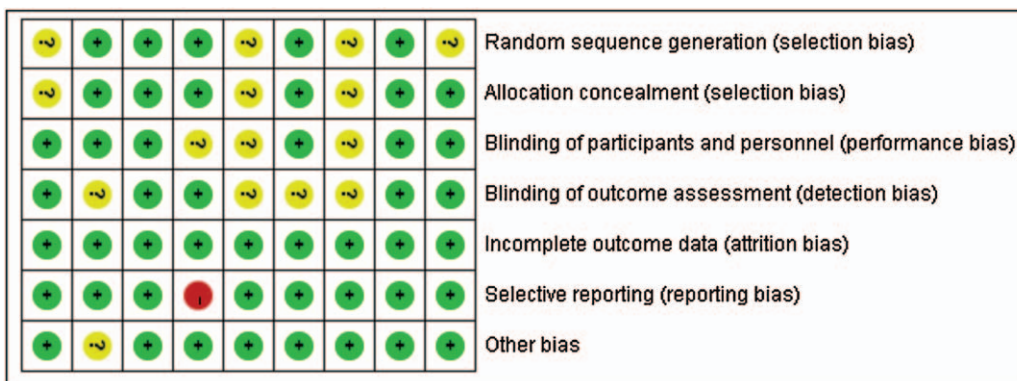 ? + + + ? + ? + ? Random sequence generation (selection bias)
? + + + ? + ? + + Allocation concealment (selection bias)
+ + + ? ? + ? + + Blinding of participants and personnel (performance bias)
+ ? + + ? ? ? + + Blinding of outcome assessment (detection bias)
+ + + + + + + + + Incomplete outcome data (attrition bias)
+ + + - + + + + + Selective reporting (reporting bias)
+ ? + + + + + + + Other bias